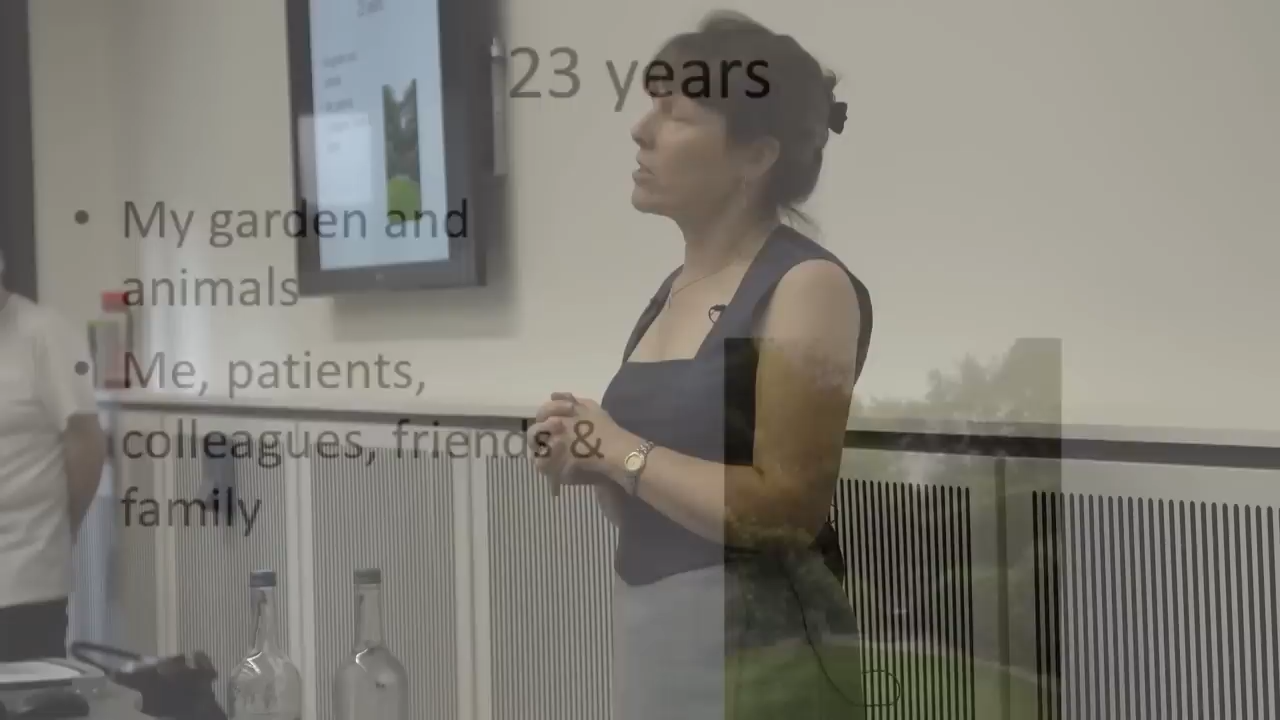 23 years
• My garden and
animals
• Me, patients,
colleagues, friends &
family